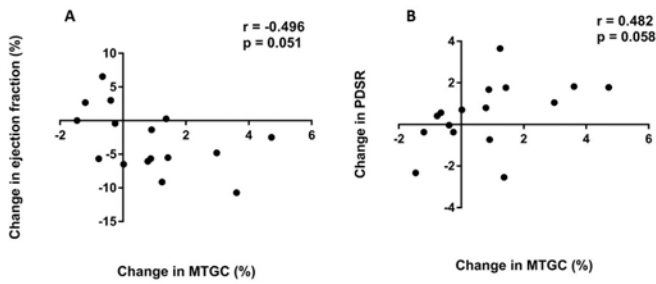 A
r = -0.496
p = 0.051
Change in ejection fraction (%)
10
5
-2
2
4
6
-5
-10
-15
Change in MTGC (%)
B
r = 0.482
p = 0.058
Change in PDSR
4
2
-2
2
4
6
-2
-4
Change in MTGC (%)